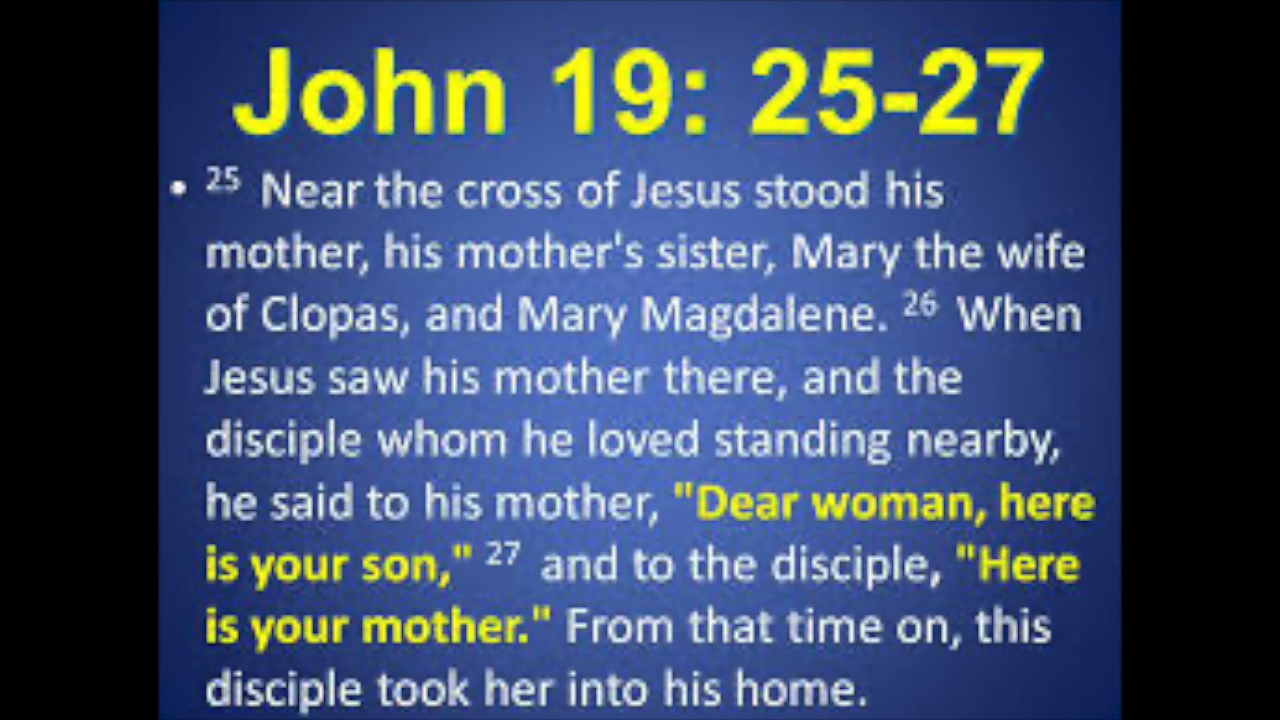 John 19: 25-27
• 25 Near the cross of Jesus stood his
mother, his mother's sister, Mary the wife
of Clopas, and Mary Magdalene. 26 When
Jesus saw his mother there, and the
disciple whom he loved standing nearby,
he said to his mother, "Dear woman, here
is your son," 27 and to the disciple, "Here
is your mother." From that time on, this
disciple took her into his home.